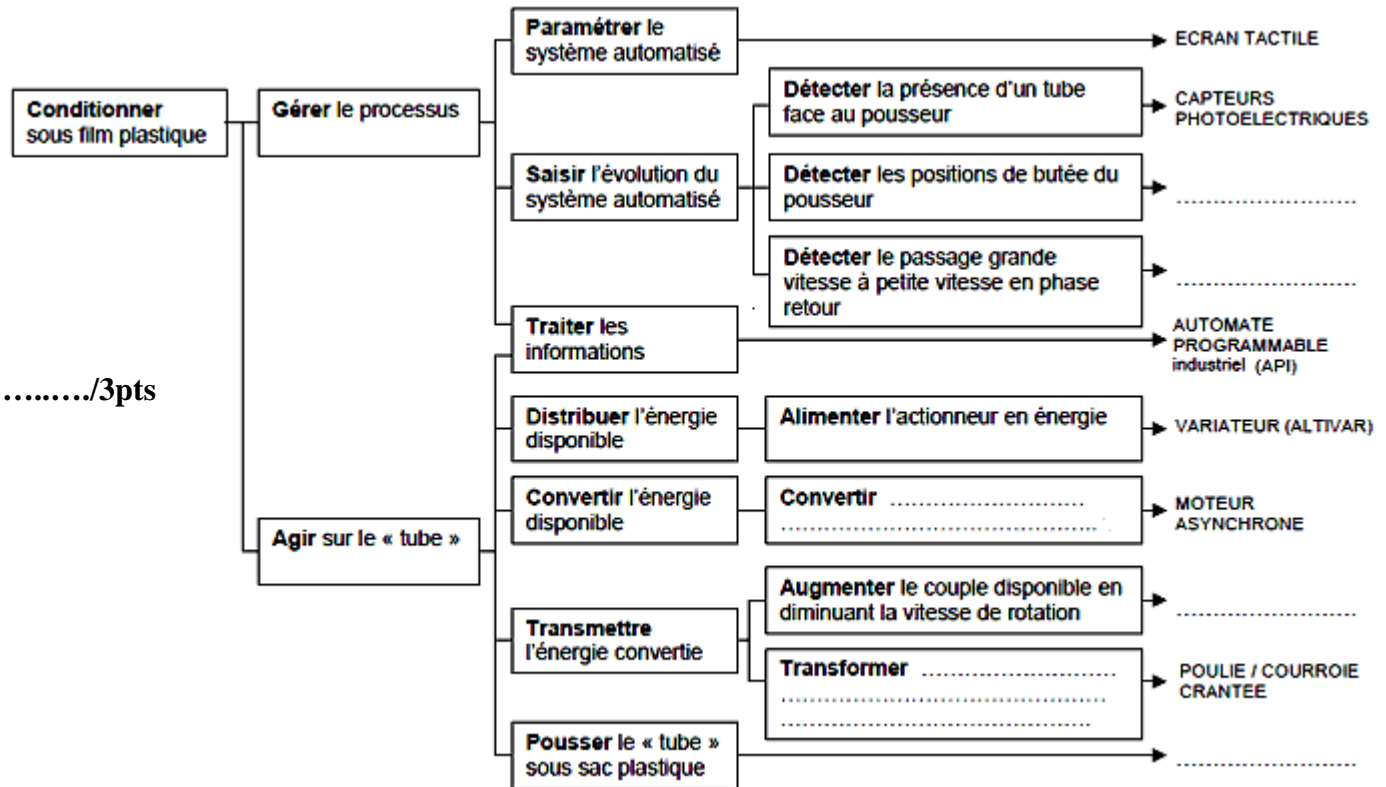 Paramétrer le
système automatisé
ECRAN TACTILE
Conditionner
sous film plastique
Gérer le processus
Détecter la présence d'un tube
face au pousseur
CAPTEURS
PHOTOELECTRIQUES
Saisir l'évolution du
système automatisé
Détecter les positions de butée du
pousseur
............................
Détecter le passage grande
vitesse à petite vitesse en phase
retour
............................
Traiter les
informations
AUTOMATE
PROGRAMMABLE
industriel (API)
…..…./3pts
Distribuer l'énergie
disponible
Alimenter l'actionneur en énergie
VARIATEUR (ALTIVAR)
Convertir l'énergie
disponible
Convertir ..............................
................................................
MOTEUR
ASYNCHRONE
Agir sur le « tube »
Augmenter le couple disponible en
diminuant la vitesse de rotation
............................
Transmettre
l'énergie convertie
Transformer ..............................
..................................................
................................................
POULIE / COURROIE
CRANTEE
Pousser le « tube »
sous sac plastique
............................